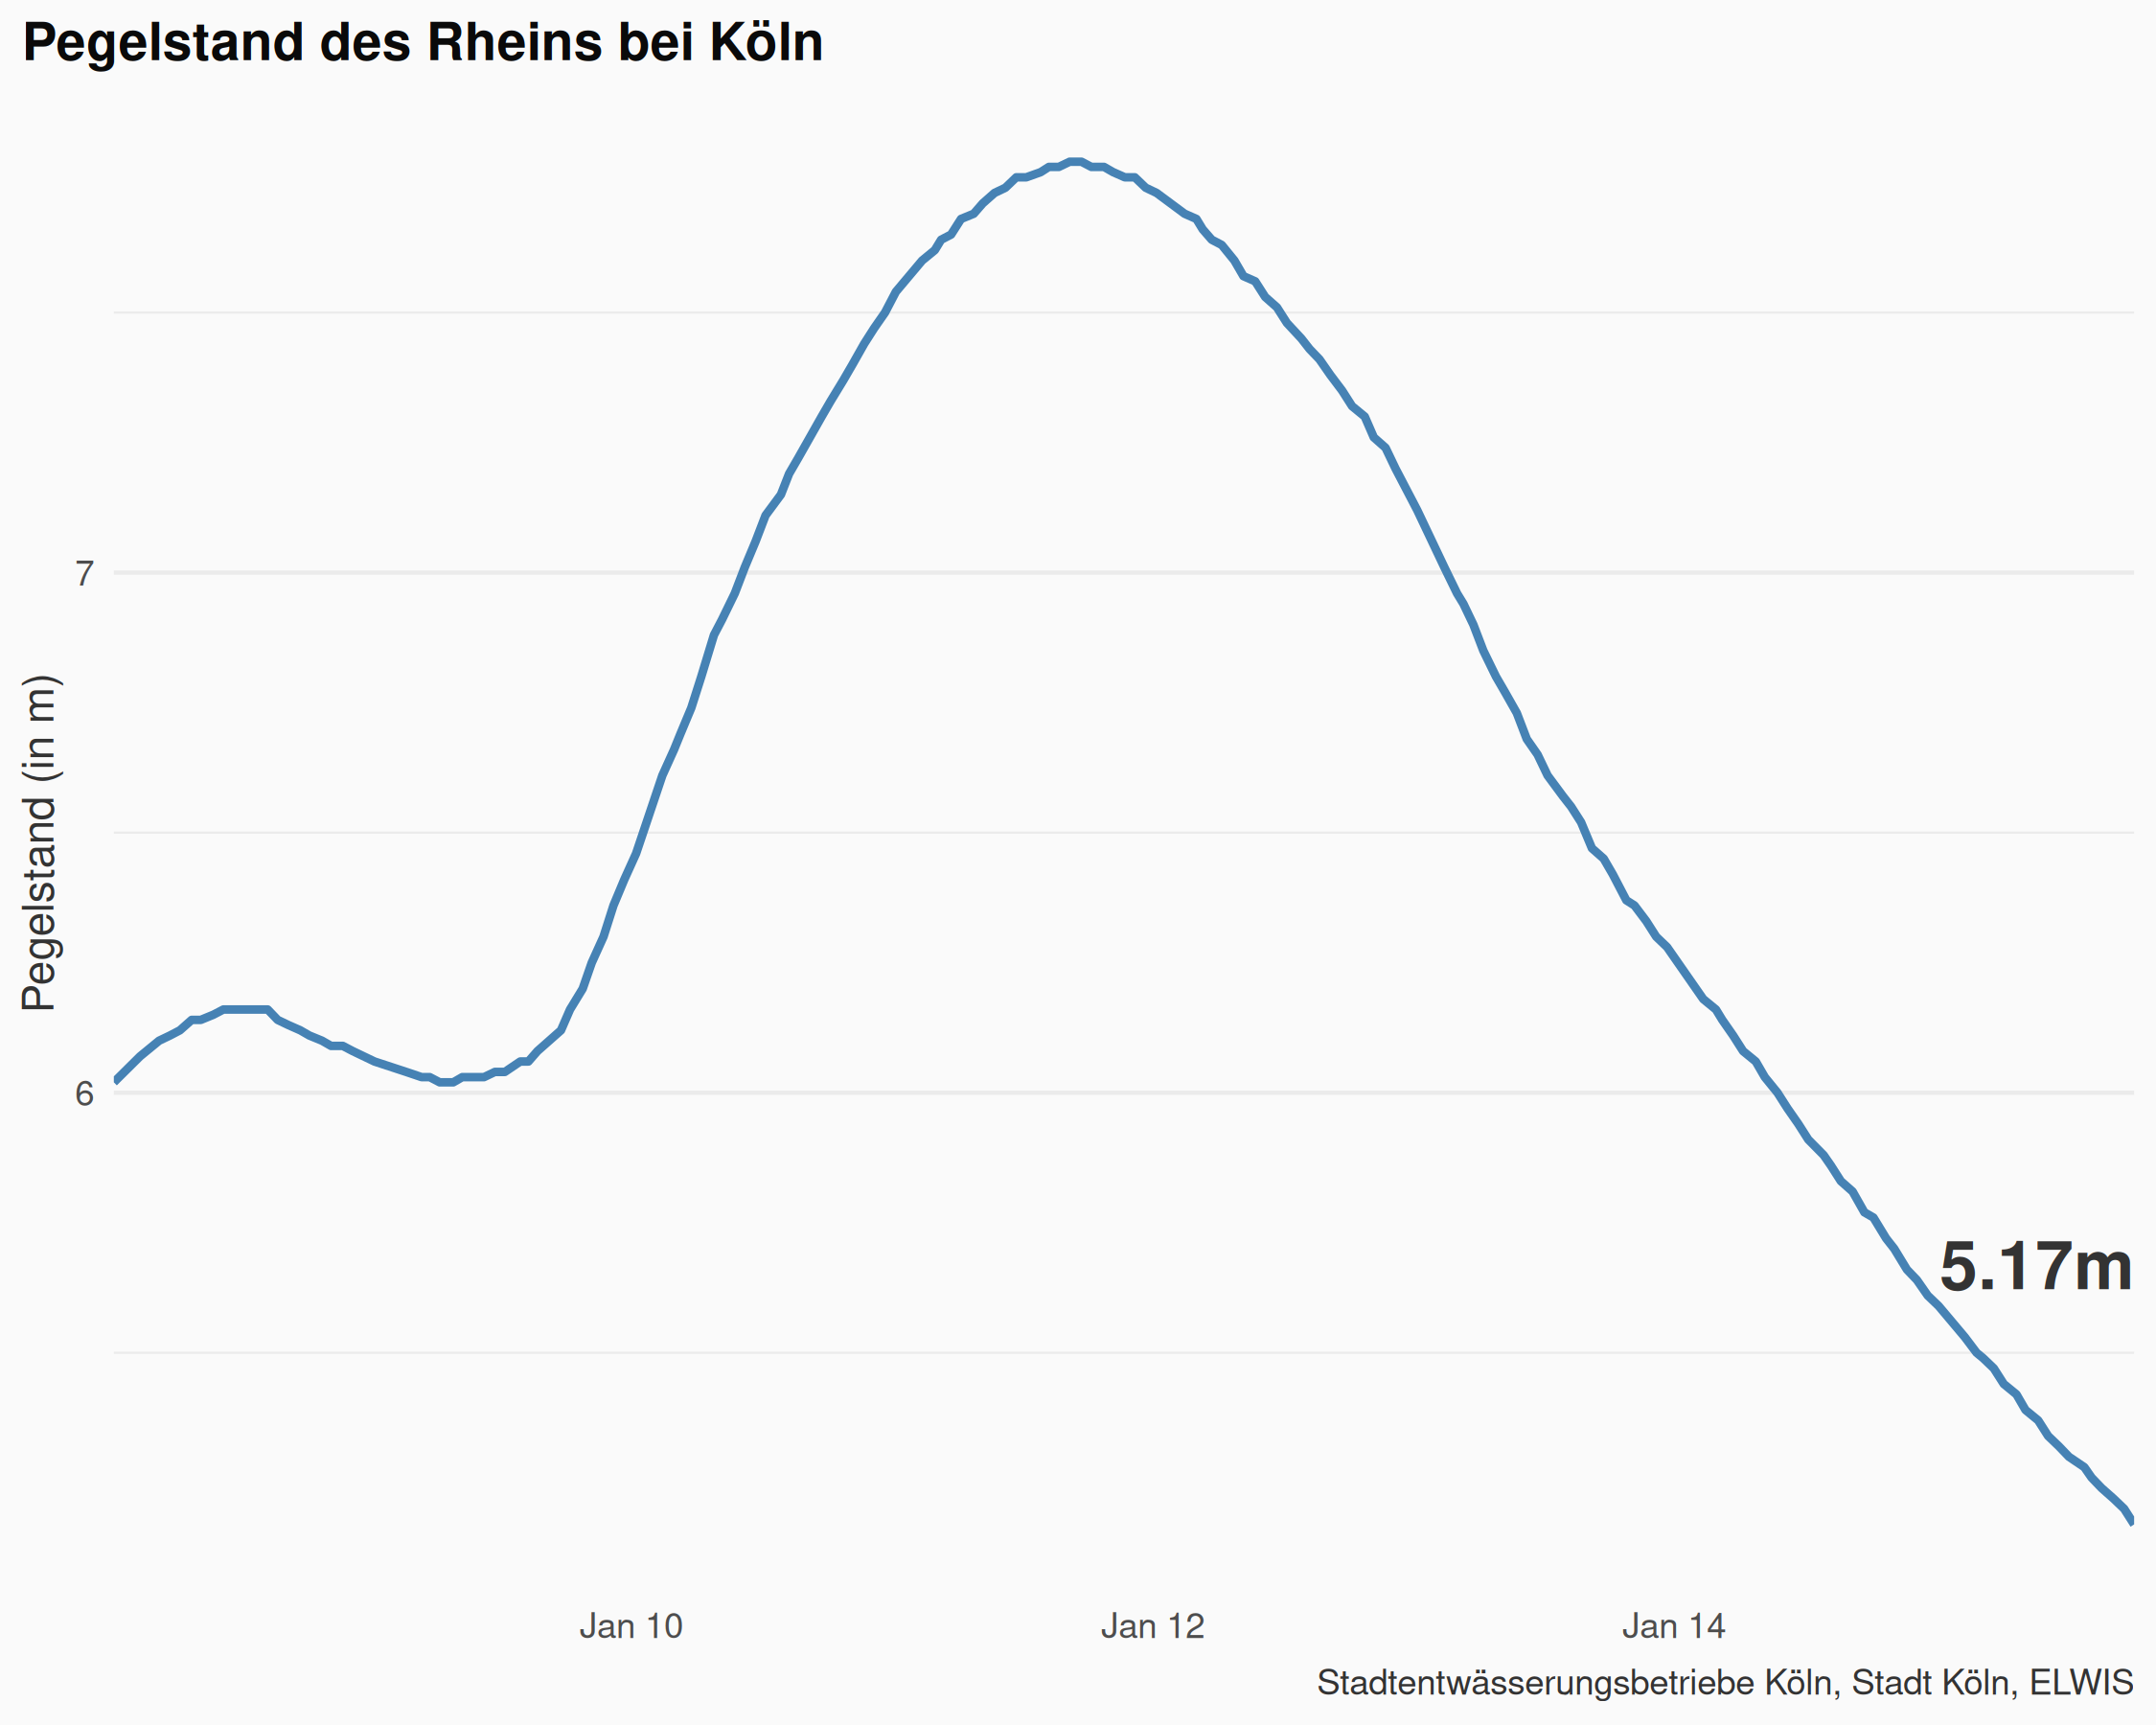 Pegelstand des Rheins bei Köln
Pegelstand (in m)
7
6
5.17m
Jan 10
Jan 12
Jan 14
Stadtentwässerungsbetriebe Köln, Stadt Köln, ELWIS